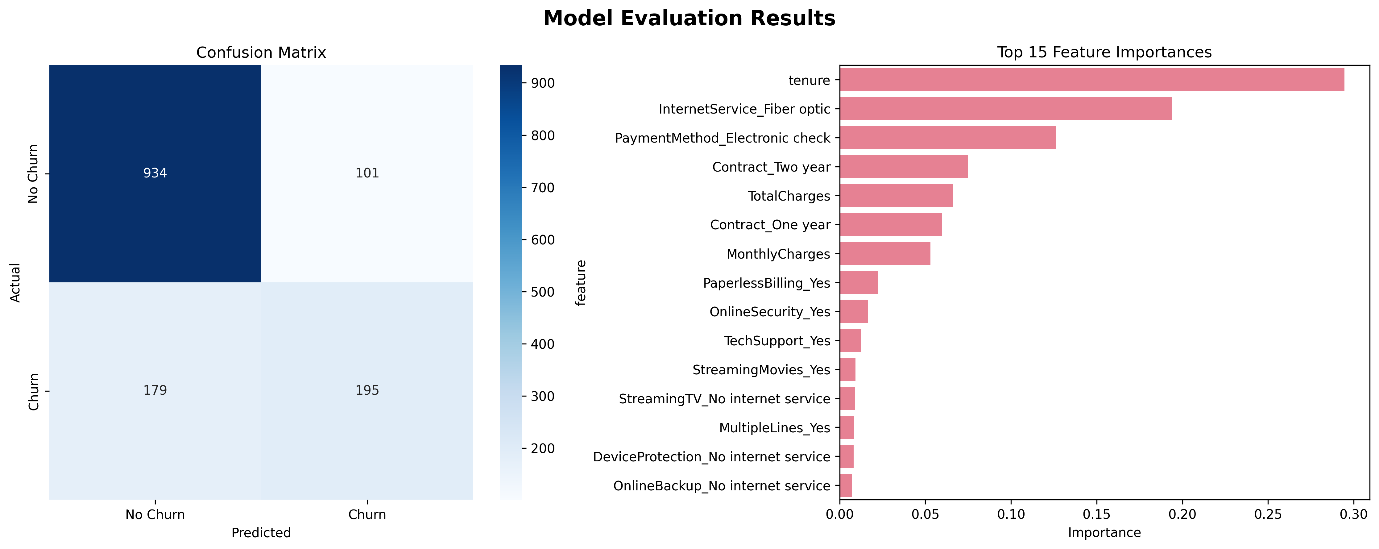 Model Evaluation Results
Confusion Matrix
Actual
No Churn
Churn
934
101
179
195
No Churn
Churn
Predicted
900
800
700
600
500
400
300
200
Top 15 Feature Importances
feature
tenure
InternetService_Fiber optic
PaymentMethod_Electronic check
Contract_Two year
TotalCharges
Contract_One year
MonthlyCharges
PaperlessBilling_Yes
OnlineSecurity_Yes
TechSupport_Yes
StreamingMovies_Yes
StreamingTV_No internet service
MultipleLines_Yes
DeviceProtection_No internet service
OnlineBackup_No internet service
0.00
0.05
0.10
0.15
0.20
0.25
0.30
Importance